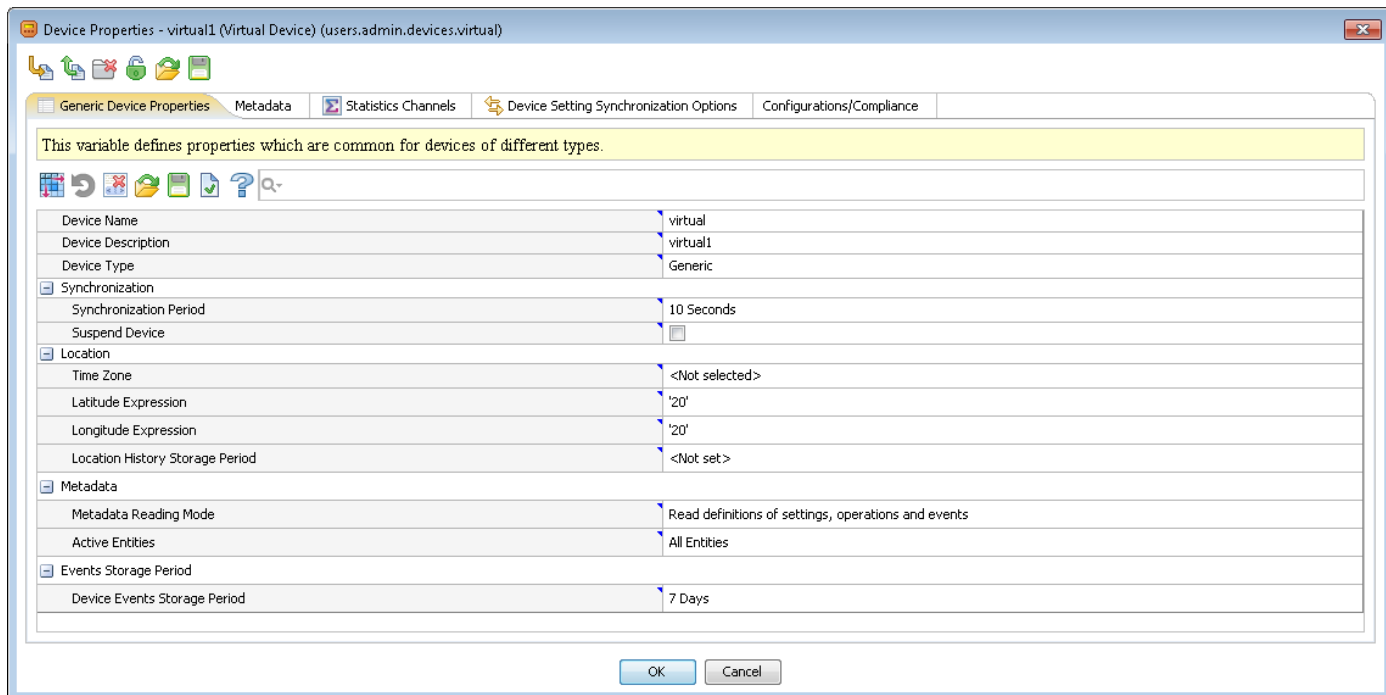 Device Properties - virtual1 (Virtual Device) (users.admin.devices.virtual)
Generic Device Properties Metadata Statistics Channels Device Setting Synchronization Options Configurations/Compliance
This variable defines properties which are common for devices of different types.
Device Name virtual
Device Description virtual1
Device Type Generic
Synchronization
Synchronization Period 10 Seconds
Suspend Device
Location
Time Zone <Not selected>
Latitude Expression '20'
Longitude Expression '20'
Location History Storage Period <Not set>
Metadata
Metadata Reading Mode Read definitions of settings, operations and events
Active Entities All Entities
Events Storage Period
Device Events Storage Period 7 Days
OK Cancel